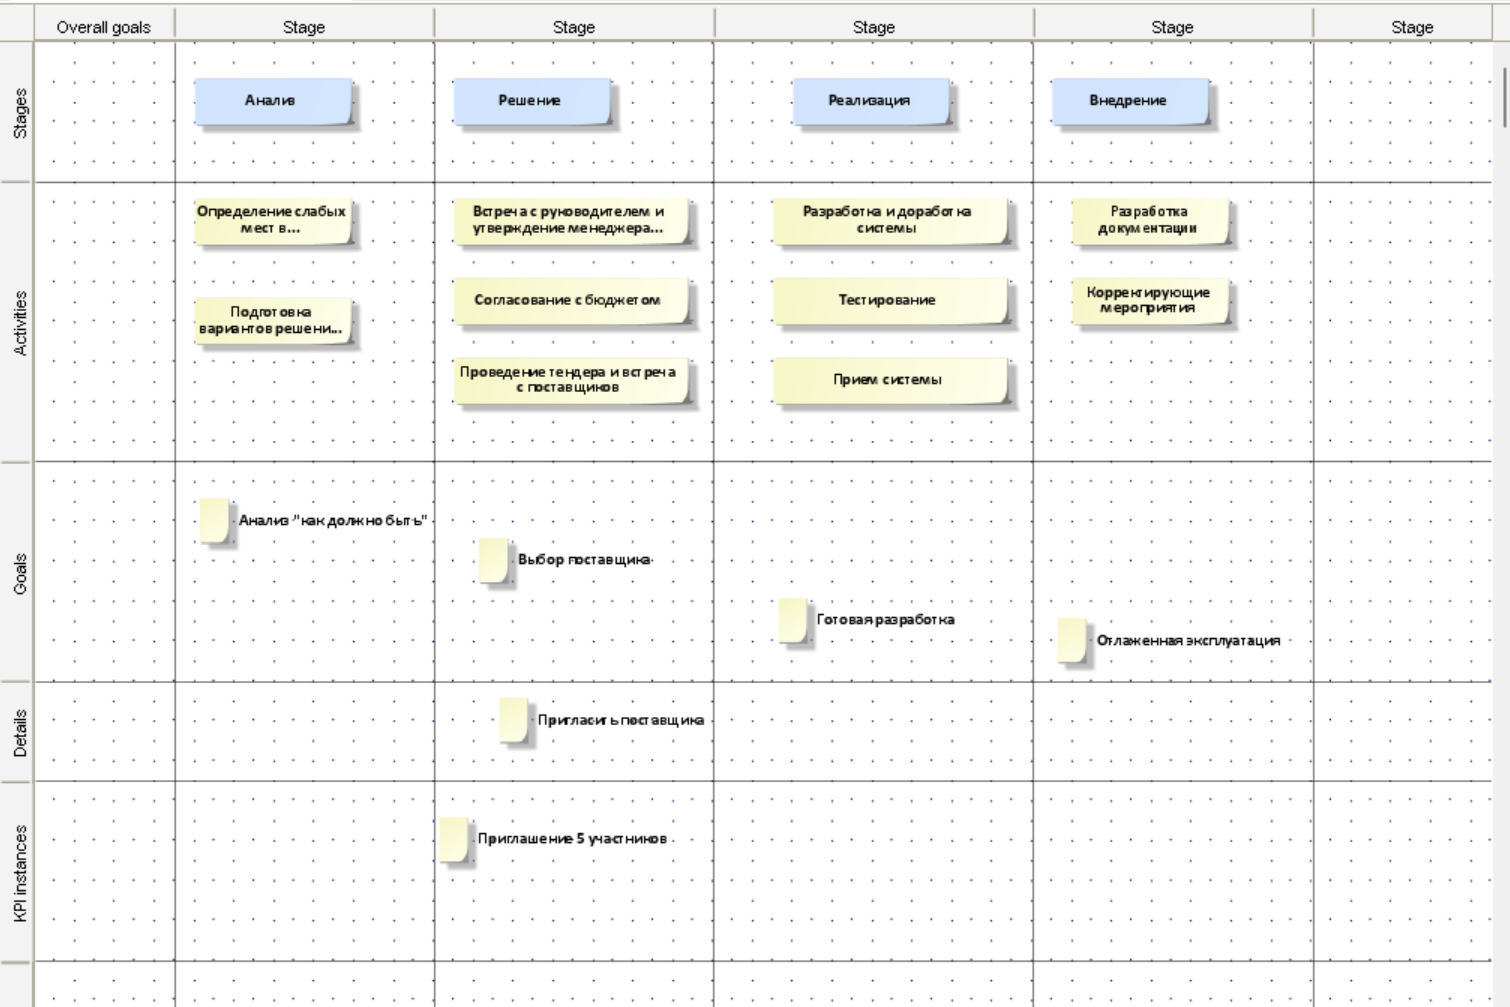 Overall goals
Stage
Stage
Stage
Stage
Stage
Stages
Анализ
Решение
Реализация
Внедрение
Activities
Определение слабых
мест в...
Встреча с руководителем и
утверждение менеджера...
Разработка и доработка
системы
Разработка
документации
Подготовка
вариантов решени...
Согласование с бюджетом
Тестирование
Корректирующие
мероприятия
Проведение тендера и встреча
с поставщиков
Прием системы
Goals
Анализ "как должно быть"
Выбор поставщика
Готовая разработка
Отлаженная эксплуатация
Details
Пригласить поставщика
KPI instances
Приглашение 5 участников